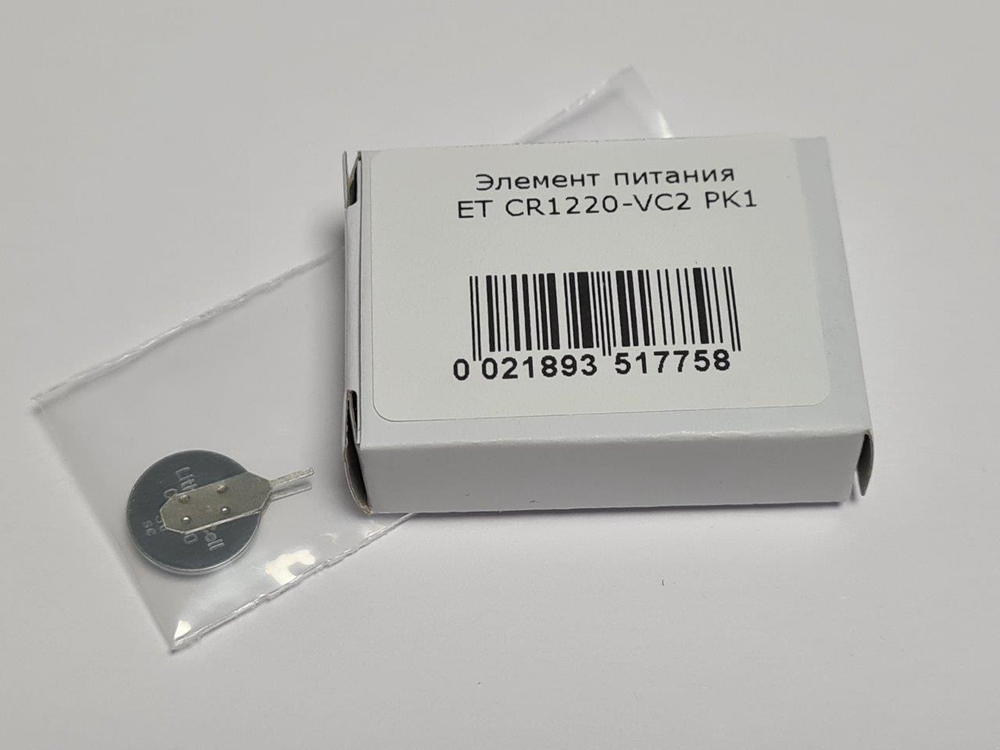 Элемент питания
ET CR1220-VC2 PK1
0 021893 517758